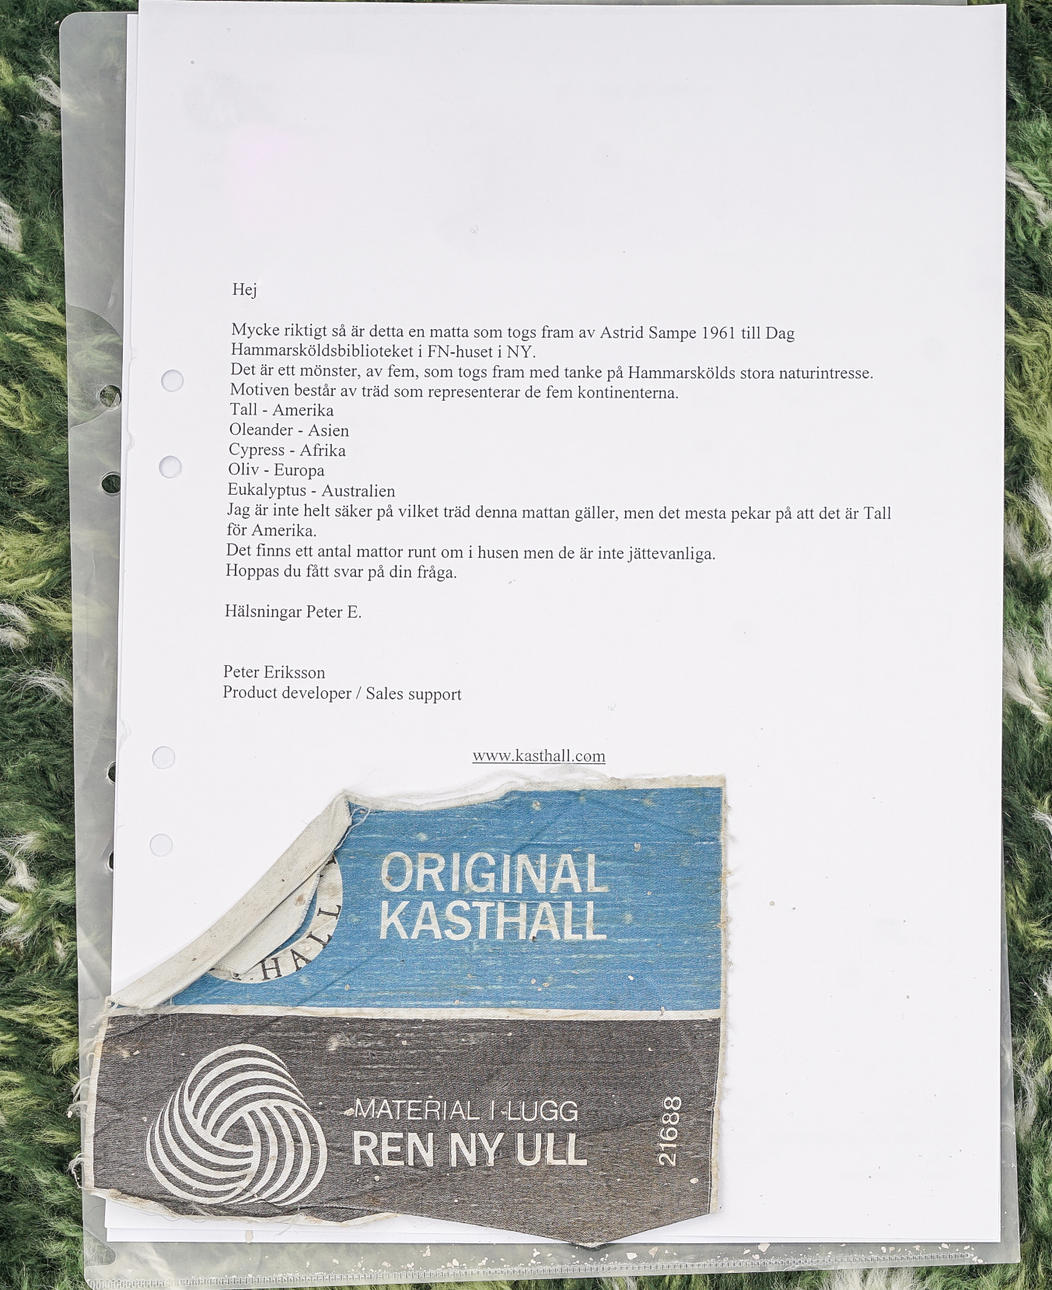 Hej
Mycke riktigt så är detta en matta som togs fram av Astrid Sampe 1961 till Dag
Hammarsköldsbiblioteket i FN-huset i NY.
Det är ett mönster, av fem, som togs fram med tanke på Hammarskölds stora naturintresse.
Motiven består av träd som representerar de fem kontinenterna.
Tall - Amerika
Oleander - Asien
Cypress - Afrika
Oliv - Europa
Eukalyptus - Australien
Jag är inte helt säker på vilket träd denna mattan gäller, men det mesta pekar på att det är Tall
för Amerika.
Det finns ett antal mattor runt om i husen men de är inte jättevanliga.
Hoppas du fått svar på din fråga.
Hälsningar Peter E.
Peter Eriksson
Product developer / Sales support
www.kasthall.com
ORIGINAL
KASTHALL
HALL
MATERIAL I LUGG
REN NY ULL
21688